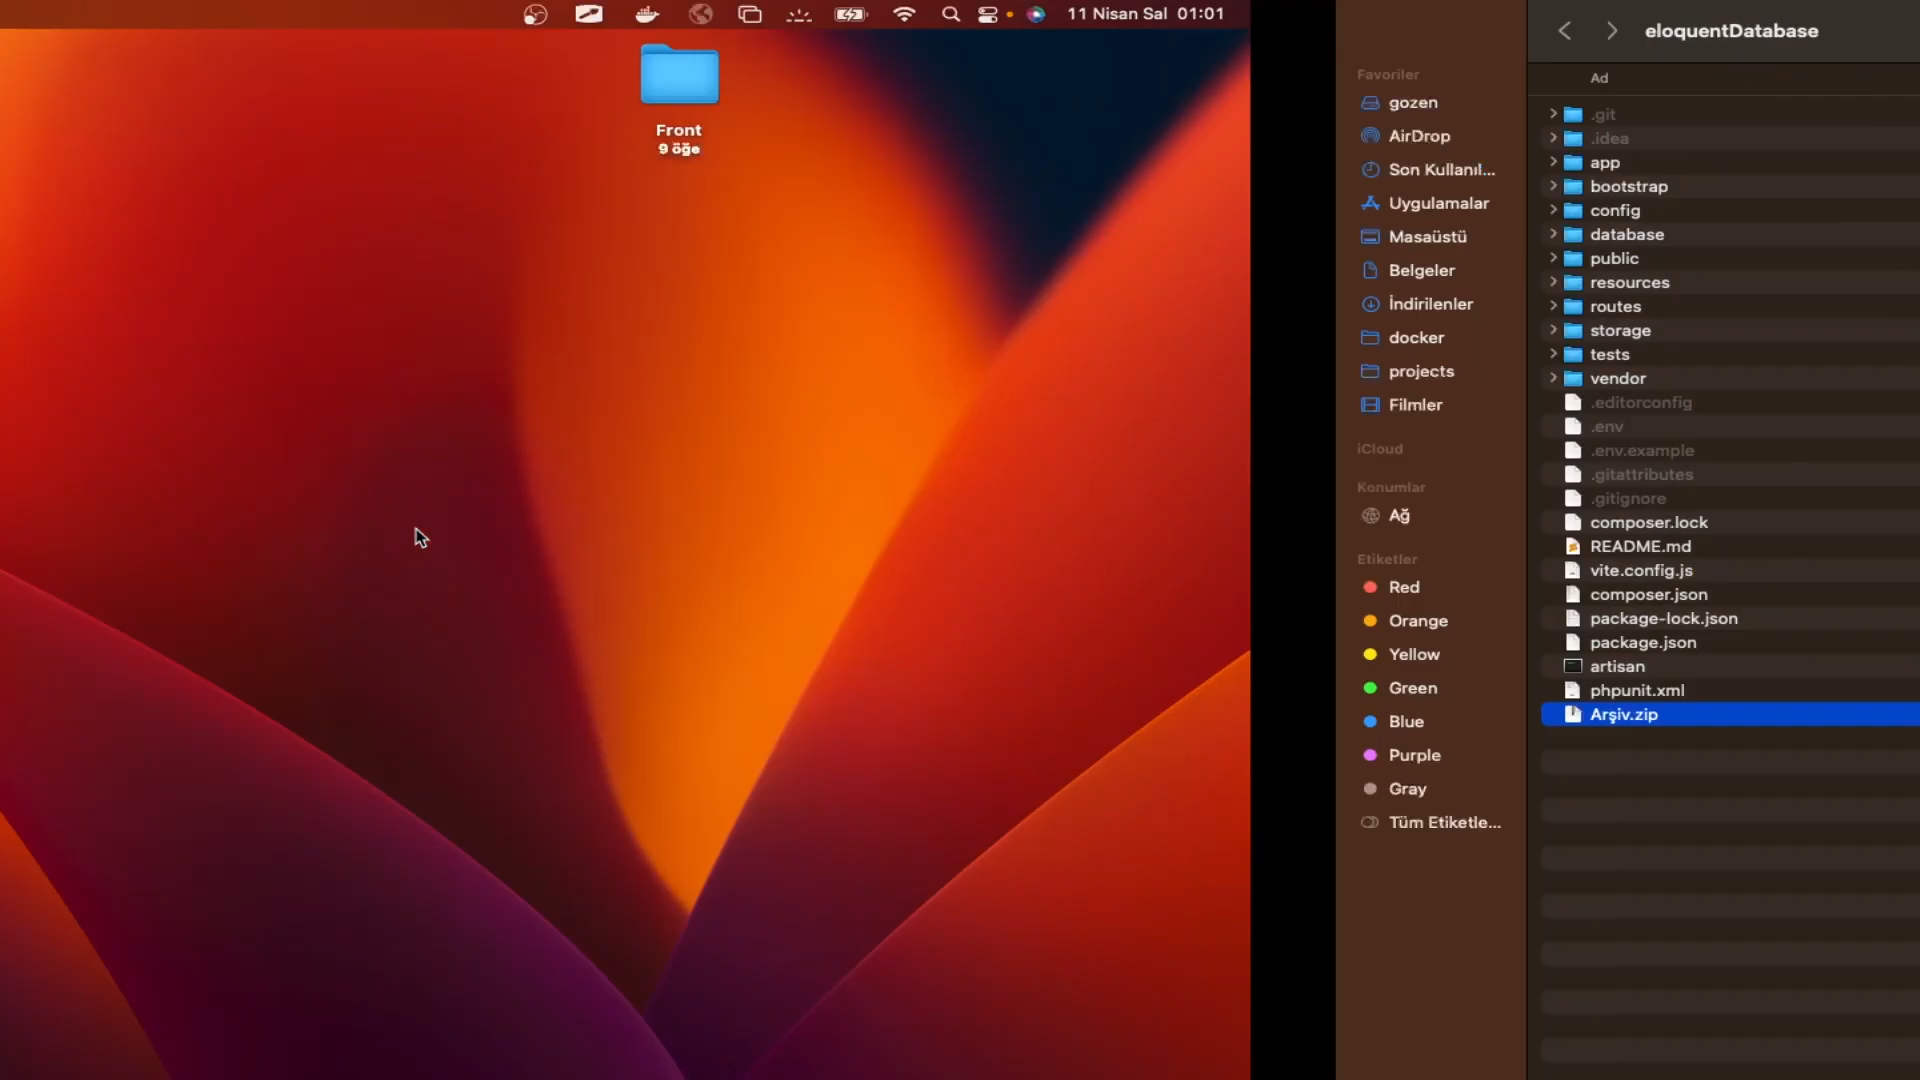 11 Nisan Sal 01:01
Front
9 öğe
Favoriler
gozen
AirDrop
Son Kullanıl...
Uygulamalar
Masaüstü
Belgeler
İndirilenler
docker
projects
Filmler
iCloud
Konumlar
Ağ
Etiketler
Red
Orange
Yellow
Green
Blue
Purple
Gray
Tüm Etiketle...
eloquentDatabase
Ad
.git
.idea
app
bootstrap
config
database
public
resources
routes
storage
tests
vendor
.editorconfig
.env
.env.example
.gitattributes
.gitignore
composer.lock
README.md
vite.config.js
composer.json
package-lock.json
package.json
artisan
phpunit.xml
Arşiv.zip